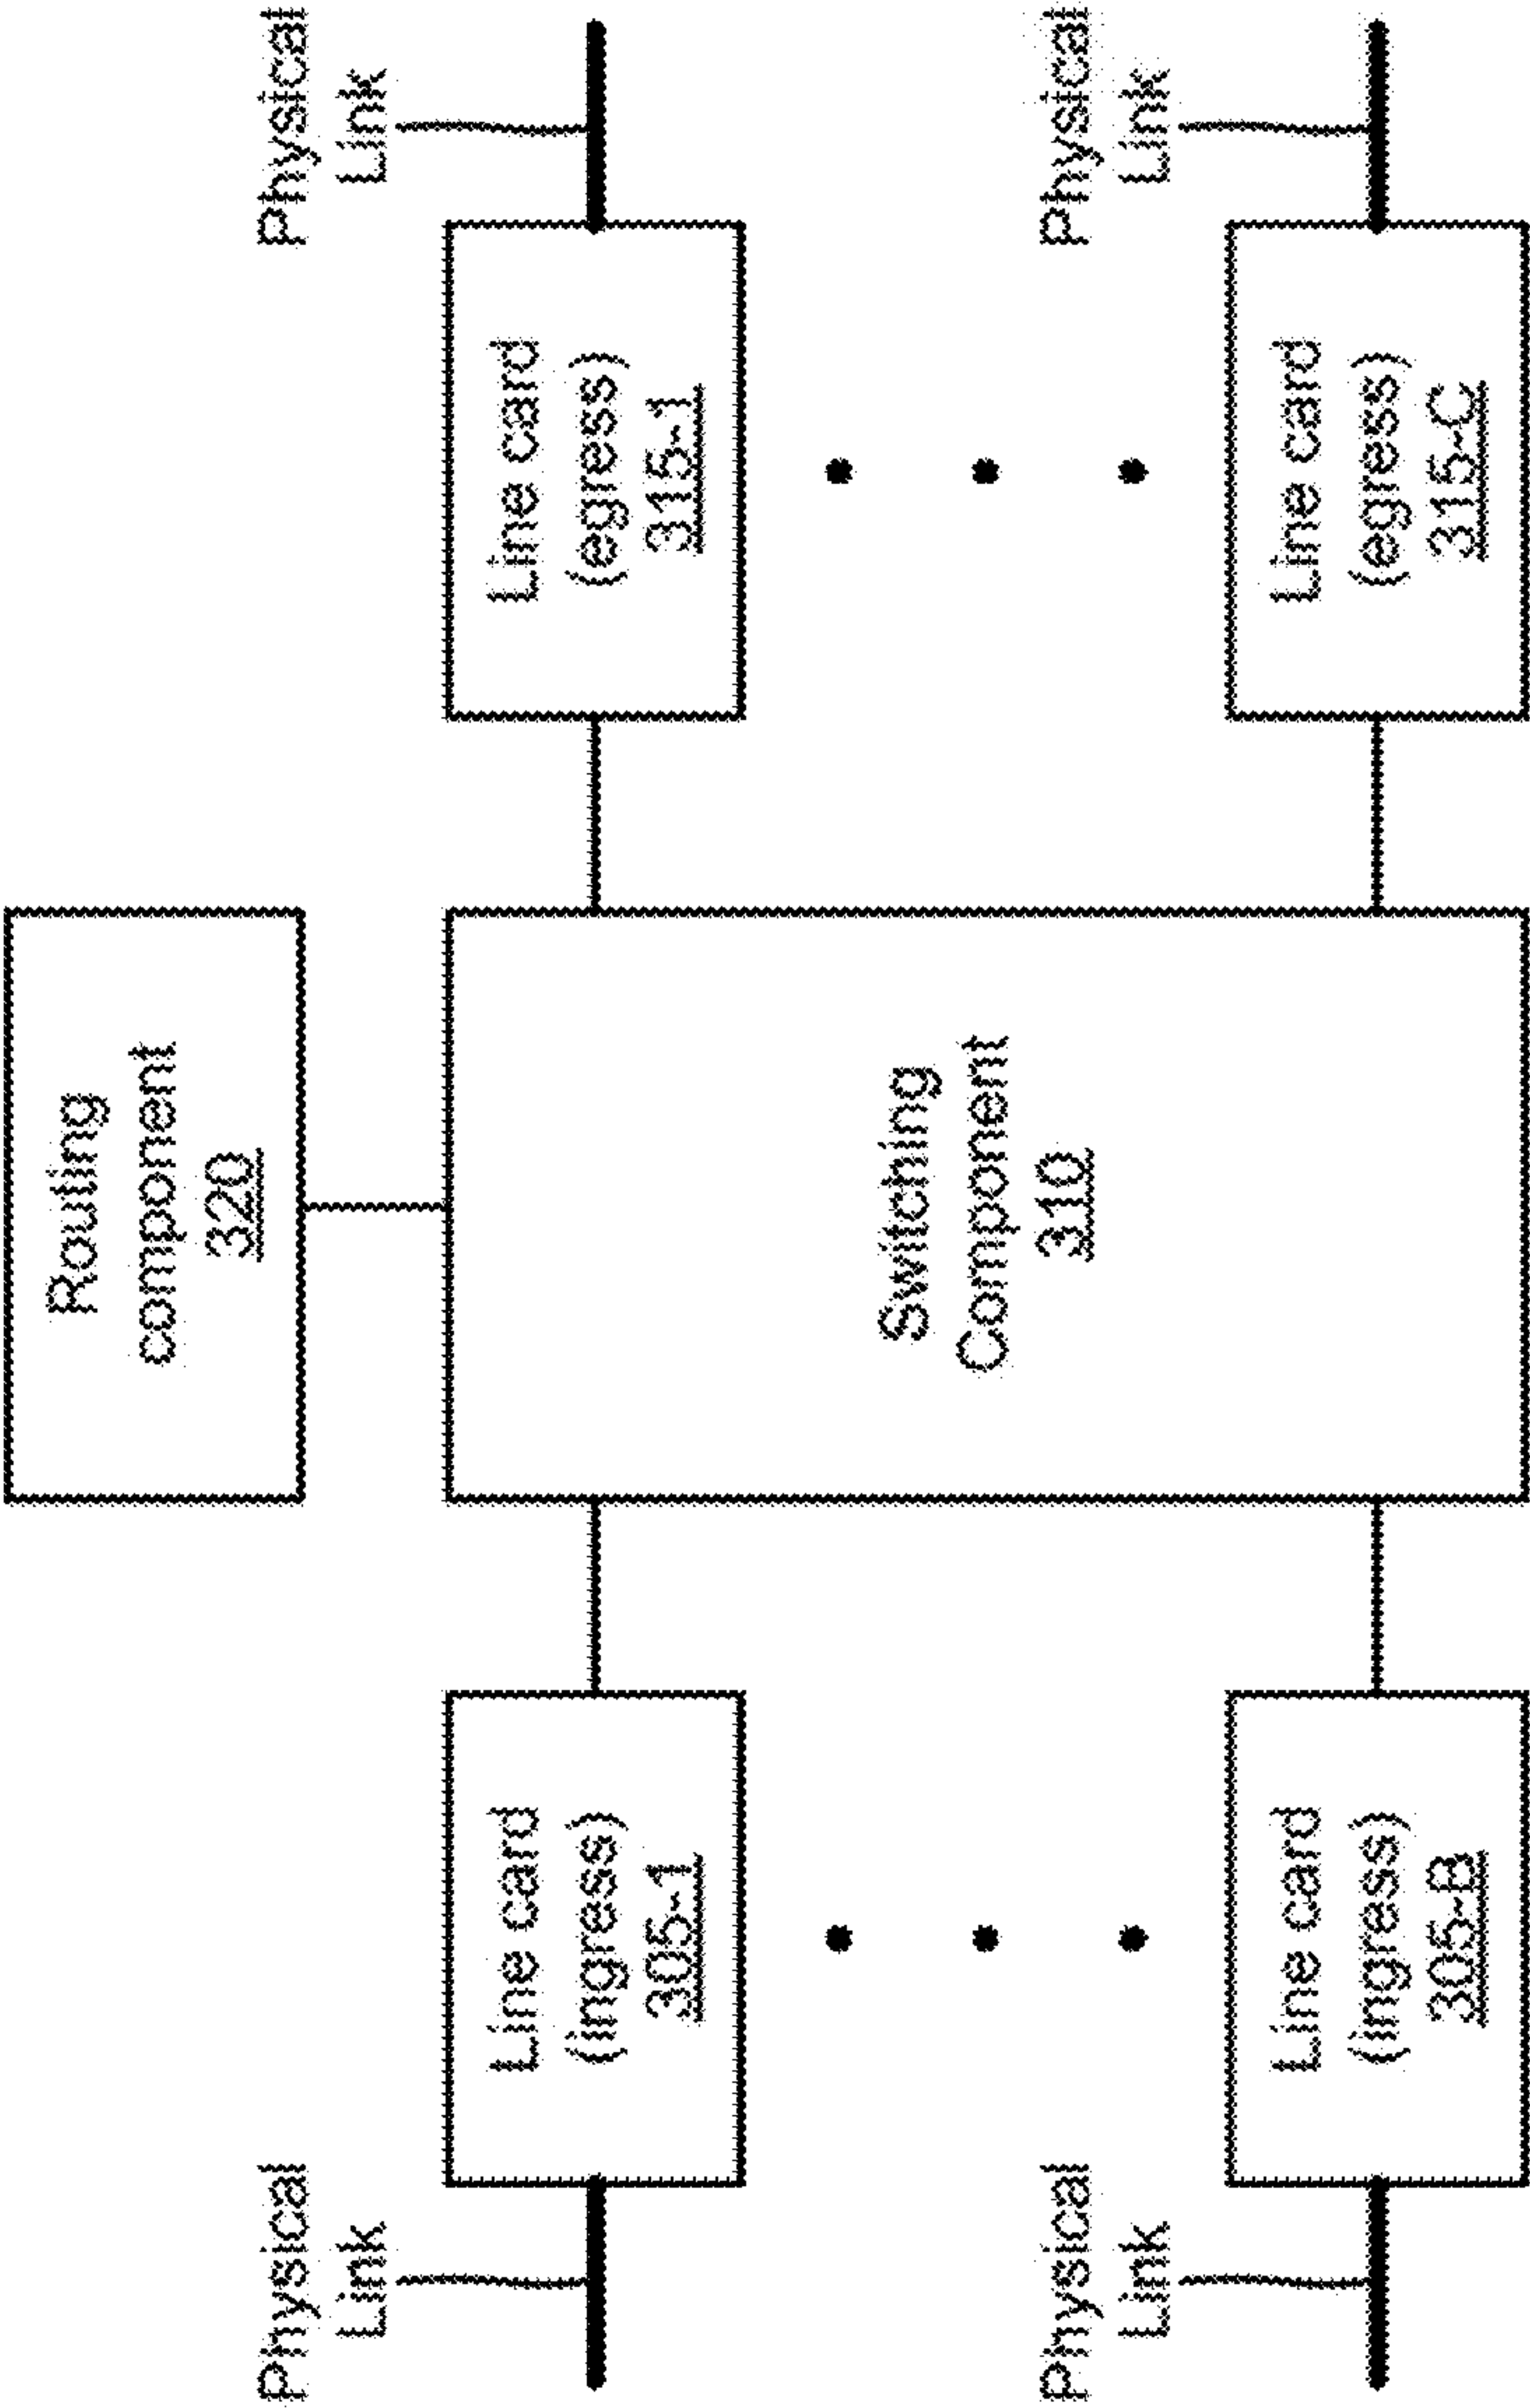 Routing
component
320
Physical
Link
Physical
Link
Line card
(ingress)
305-1
Line card
(egress)
315-1
Switching
Component
310
Physical
Link
Physical
Link
Line card
(ingress)
305-B
Line card
(egress)
315-C